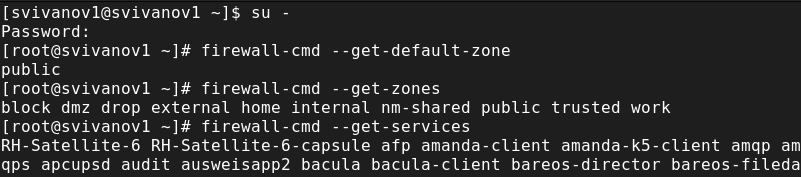 [svivanov1@svivanov1 ~]$ su -
Password:
[root@svivanov1 ~]# firewall-cmd --get-default-zone
public
[root@svivanov1 ~]# firewall-cmd --get-zones
block dmz drop external home internal nm-shared public trusted work
[root@svivanov1 ~]# firewall-cmd --get-services
RH-Satellite-6 RH-Satellite-6-capsule afp amanda-client amanda-k5-client amqp am
qps apcupsd audit ausweisapp2 bacula bacula-client bareos-director bareos-fileda